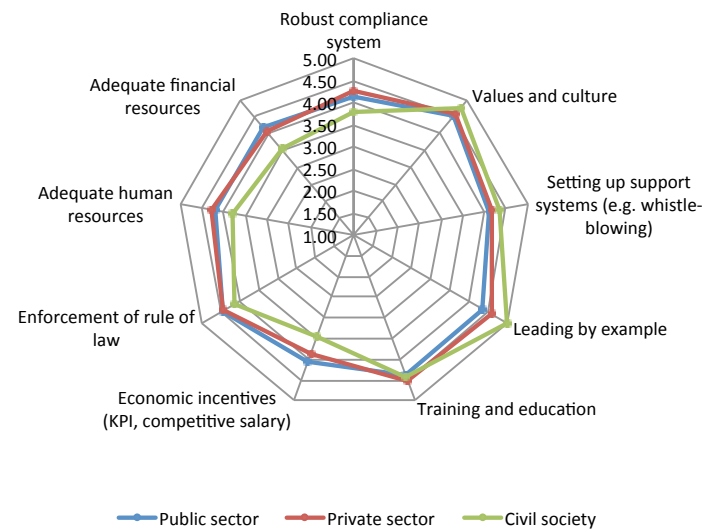 Robust compliance
system
5.00
4.50
4.00
3.50
3.00
2.50
2.00
1.50
1.00
Values and culture
Setting up support
systems (e.g. whistle-
blowing)
Leading by example
Training and education
Economic incentives
(KPI, competitive salary)
Enforcement of rule of
law
Adequate human
resources
Adequate financial
resources
Public sector
Private sector
Civil society